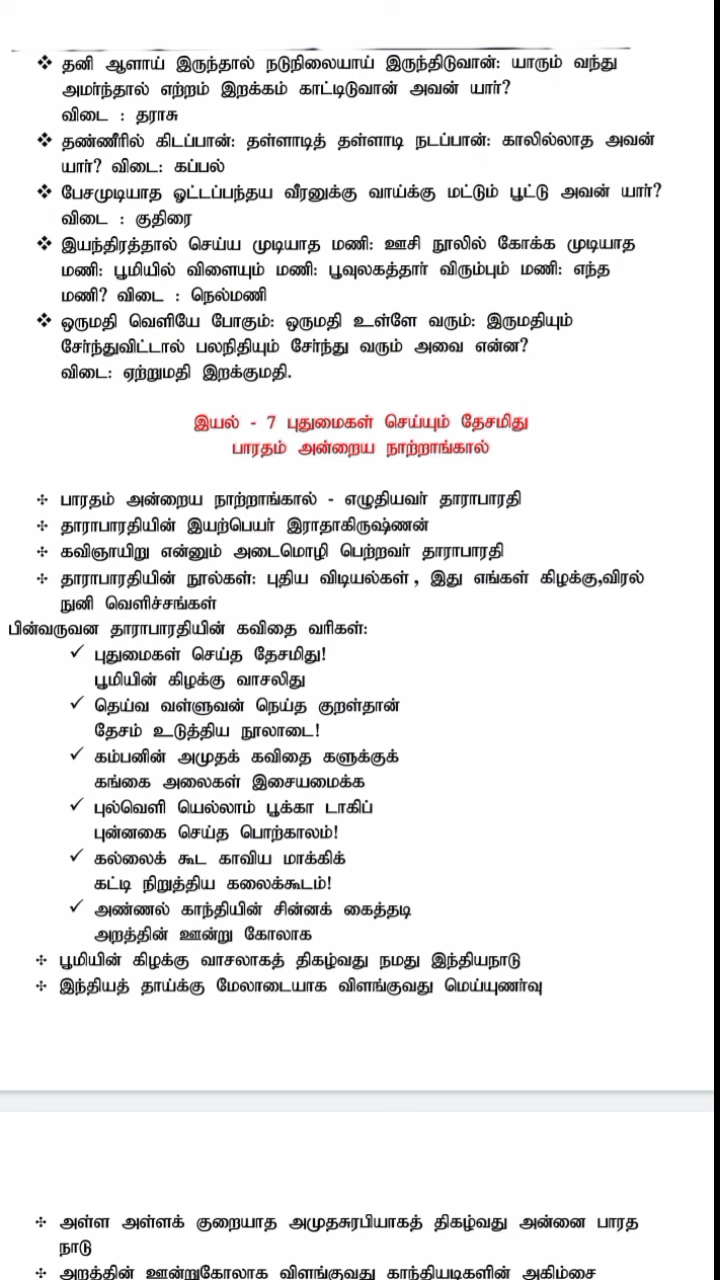 ❖ தனி ஆளாய் இருந்தால் நடுநிலையாய் இருந்திடுவான்: யாரும் வந்து
அமர்ந்தால் எற்றம் இறக்கம் காட்டிடுவான் அவன் யார்?
விடை : தராசு
❖ தண்ணீரில் கிடப்பான்: தள்ளாடித் தள்ளாடி நடப்பான்: காலில்லாத அவன்
யார்? விடை: கப்பல்
❖ பேசமுடியாத ஓட்டப்பந்தய வீரனுக்கு வாய்க்கு மட்டும் பூட்டு அவன் யார்?
விடை : குதிரை
❖ இயந்திரத்தால் செய்ய முடியாத மணி: ஊசி நூலில் கோக்க முடியாத
மணி: பூமியில் விளையும் மணி: பூவுலகத்தார் விரும்பும் மணி: எந்த
மணி? விடை : நெல்மணி
❖ ஒருமதி வெளியே போகும்: ஒருமதி உள்ளே வரும்: இருமதியும்
சேர்ந்துவிட்டால் பலநிதியும் சேர்ந்து வரும் அவை என்ன?
விடை: ஏற்றுமதி இறக்குமதி.
இயல் - 7 புதுமைகள் செய்யும் தேசமிது
பாரதம் அன்றைய நாற்றாங்கால்
✢ பாரதம் அன்றைய நாற்றாங்கால் - எழுதியவர் தாராபாரதி
✢ தாராபாரதியின் இயற்பெயர் இராதாகிருஷ்ணன்
✢ கவிஞாயிறு என்னும் அடைமொழி பெற்றவர் தாராபாரதி
✢ தாராபாரதியின் நூல்கள்: புதிய விடியல்கள் , இது எங்கள் கிழக்கு,விரல்
நுனி வெளிச்சங்கள்
பின்வருவன தாராபாரதியின் கவிதை வரிகள்:
✓ புதுமைகள் செய்த தேசமிது!
பூமியின் கிழக்கு வாசலிது
✓ தெய்வ வள்ளுவன் நெய்த குறள்தான்
தேசம் உடுத்திய நூலாடை!
✓ கம்பனின் அமுதக் கவிதை களுக்குக்
கங்கை அலைகள் இசையமைக்க
✓ புல்வெளி யெல்லாம் பூக்கா டாகிப்
புன்னகை செய்த பொற்காலம்!
✓ கல்லைக் கூட காவிய மாக்கிக்
கட்டி நிறுத்திய கலைக்கூடம்!
✓ அண்ணல் காந்தியின் சின்னக் கைத்தடி
அறத்தின் ஊன்று கோலாக
✢ பூமியின் கிழக்கு வாசலாகத் திகழ்வது நமது இந்தியநாடு
✢ இந்தியத் தாய்க்கு மேலாடையாக விளங்குவது மெய்யுணர்வு
✢ அள்ள அள்ளக் குறையாத அமுதசுரபியாகத் திகழ்வது அன்னை பாரத
நாடு
✢ அறத்தின் ஊன்றுகோலாக விளங்குவது காந்தியடிகளின் அகிம்சை